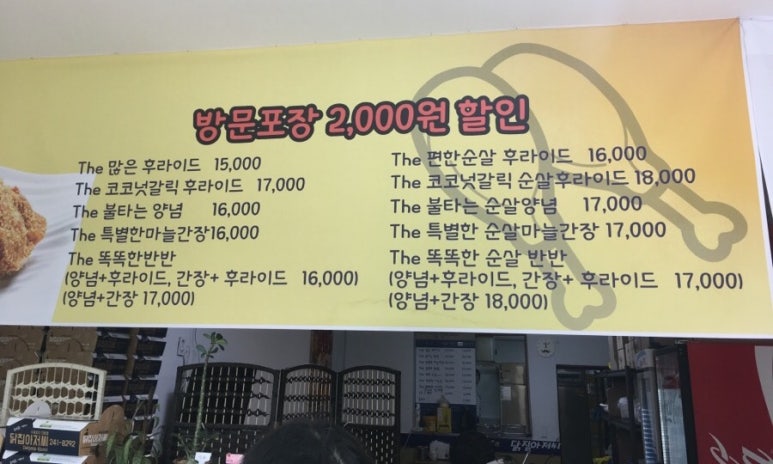 방문포장 2,000원 할인
The 많은 후라이드 15,000
The 코코넛갈릭 후라이드 17,000
The 불타는 양념 16,000
The 특별한마늘간장16,000
The 똑똑한반반
(양념+후라이드, 간장+ 후라이드 16,000)
(양념+간장 17,000)
The 편한순살 후라이드 16,000
The 코코넛갈릭 순살후라이드 18,000
The 불타는 순살양념 17,000
The 특별한 순살마늘간장 17,000
The 똑똑한 순살 반반
(양념+후라이드, 간장+ 후라이드 17,000)
(양념+간장 18,000)
닭집아저씨 241-8292
닭집아저씨